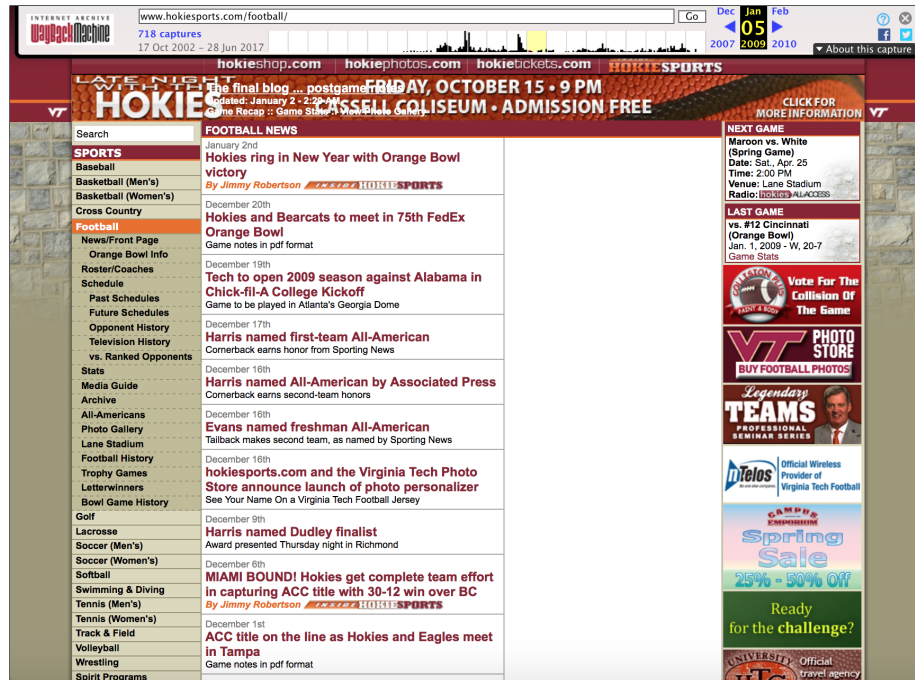 INTERNET ARCHIVE
WayBackMachine
www.hokiesports.com/football/
Go
Dec Jan Feb
05
2007 2009 2010
718 captures
17 Oct 2002 – 28 Jun 2017
▼ About this capture
hokieshop.com hokiephotos.com hokietickets.com HOKIESPORTS
LATE NIGHT
WITH THE
HOKIES
The final blog ... postgame notes
Updated: January 2 - 2:29 AM
Game Recap :: Game Stats :: View Photo Gallery
FRIDAY, OCTOBER 15 • 9 PM
CASSELL COLISEUM • ADMISSION FREE
CLICK FOR
MORE INFORMATION
VT
VT
Search
SPORTS
Baseball
Basketball (Men's)
Basketball (Women's)
Cross Country
Football
News/Front Page
Orange Bowl Info
Roster/Coaches
Schedule
Past Schedules
Future Schedules
Opponent History
Television History
vs. Ranked Opponents
Stats
Media Guide
Archive
All-Americans
Photo Gallery
Lane Stadium
Football History
Trophy Games
Letterwinners
Bowl Game History
Golf
Lacrosse
Soccer (Men's)
Soccer (Women's)
Softball
Swimming & Diving
Tennis (Men's)
Tennis (Women's)
Track & Field
Volleyball
Wrestling
Spirit Programs
FOOTBALL NEWS
January 2nd
Hokies ring in New Year with Orange Bowl
victory
By Jimmy Robertson INSIDE HOKIESPORTS
December 20th
Hokies and Bearcats to meet in 75th FedEx
Orange Bowl
Game notes in pdf format
December 19th
Tech to open 2009 season against Alabama in
Chick-fil-A College Kickoff
Game to be played in Atlanta's Georgia Dome
December 17th
Harris named first-team All-American
Cornerback earns honor from Sporting News
December 16th
Harris named All-American by Associated Press
Cornerback earns second-team honors
December 16th
Evans named freshman All-American
Tailback makes second team, as named by Sporting News
December 16th
hokiesports.com and the Virginia Tech Photo
Store announce launch of photo personalizer
See Your Name On a Virginia Tech Football Jersey
December 9th
Harris named Dudley finalist
Award presented Thursday night in Richmond
December 6th
MIAMI BOUND! Hokies get complete team effort
in capturing ACC title with 30-12 win over BC
By Jimmy Robertson INSIDE HOKIESPORTS
December 1st
ACC title on the line as Hokies and Eagles meet
in Tampa
Game notes in pdf format
NEXT GAME
Maroon vs. White
(Spring Game)
Date: Sat., Apr. 25
Time: 2:00 PM
Venue: Lane Stadium
Radio: hokies ALL-ACCESS
LAST GAME
vs. #12 Cincinnati
(Orange Bowl)
Jan. 1, 2009 - W, 20-7
Game Stats
COLLISION PLUS
PAINT & BODY
Vote For The
Collision Of
The Game
VT PHOTO
STORE
BUY FOOTBALL PHOTOS
Legendary
TEAMS
PROFESSIONAL
SEMINAR SERIES
nTelos
Official Wireless
Provider of
Virginia Tech Football
CAMPUS
EMPORIUM
Spring
Sale
25% - 50% Off
Ready
for the challenge?
UNIVERSITY
UTC
Official
travel agency